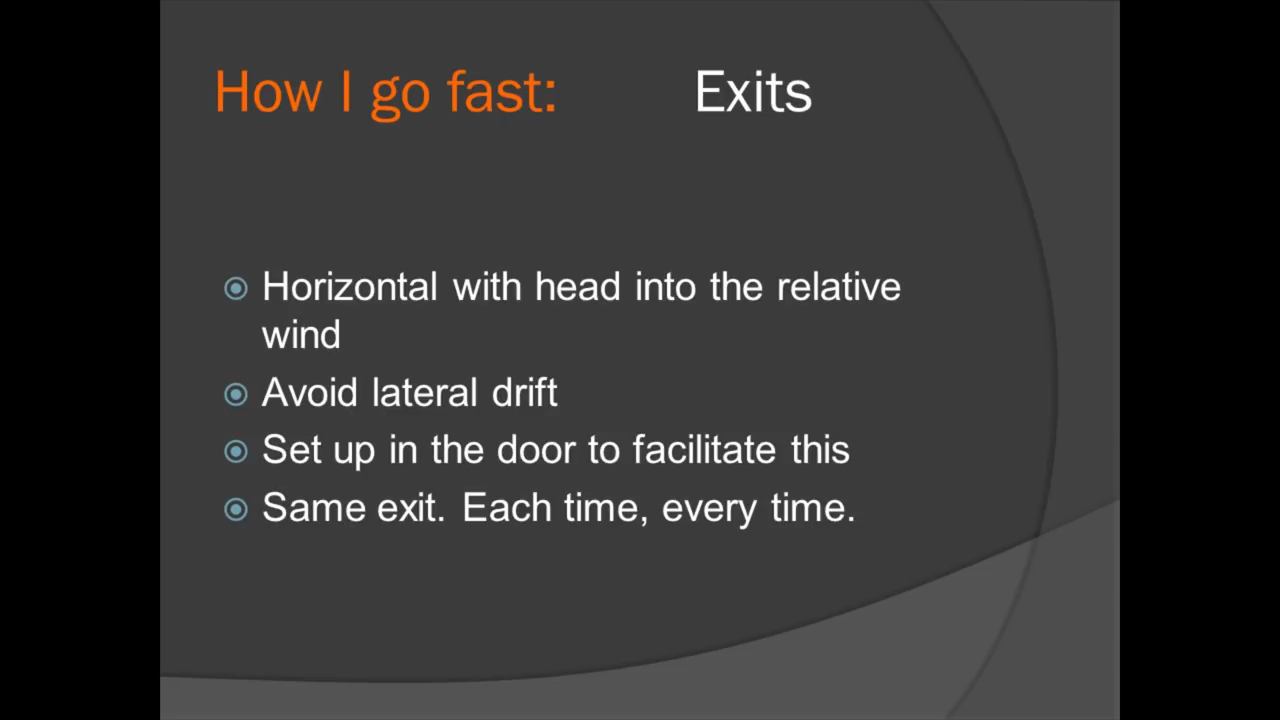 How I go fast: Exits
Horizontal with head into the relative
wind
Avoid lateral drift
Set up in the door to facilitate this
Same exit. Each time, every time.